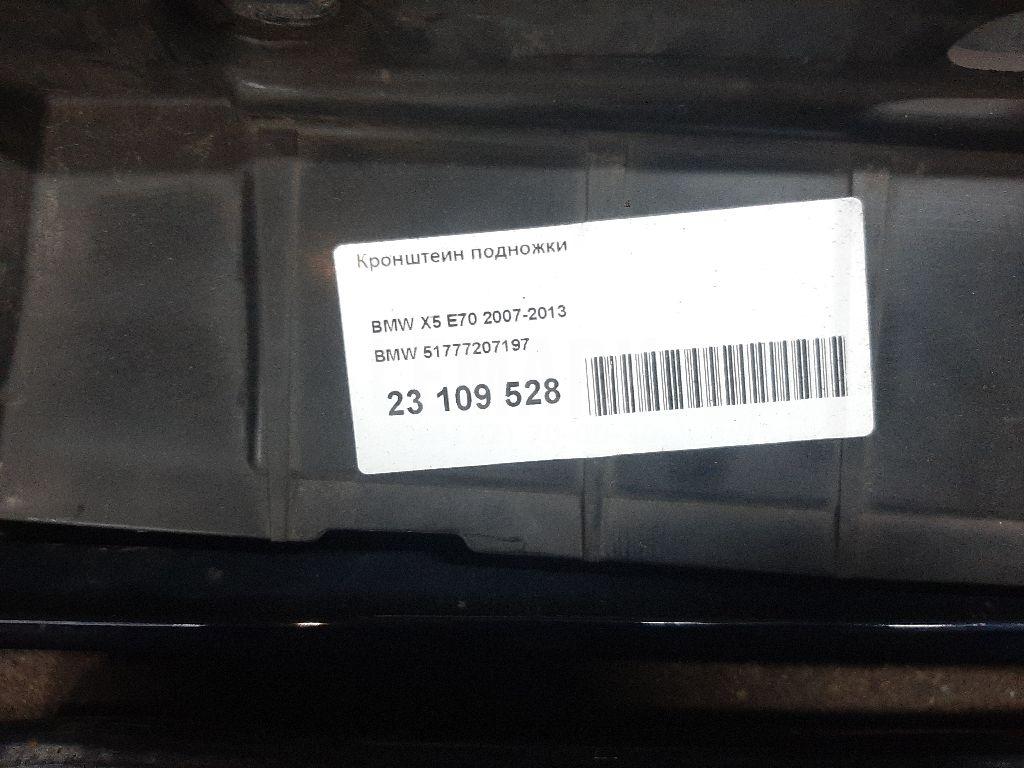 Кронштеин подножки
BMW X5 E70 2007-2013
BMW 51777207197
23 109 528